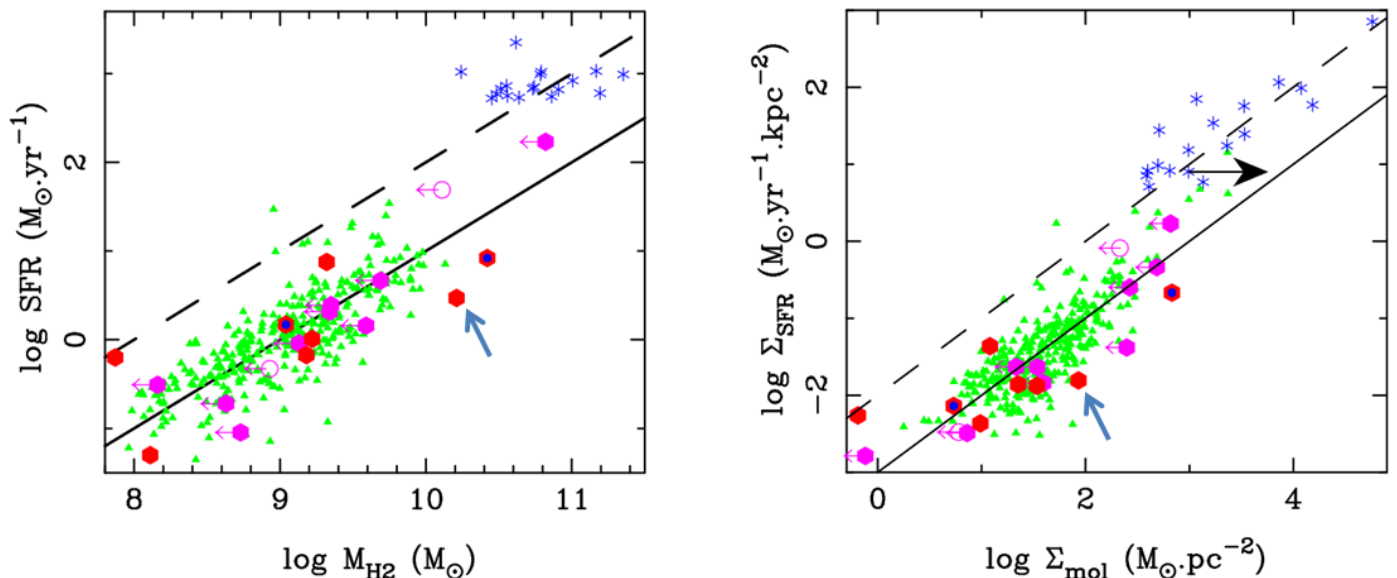 log SFR (M⊙.yr⁻¹)
2
0
8 9 10 11
log M_H2 (M⊙)
log Σ_SFR (M⊙.yr⁻¹.kpc⁻²)
2
0
−2
0 2 4
log Σ_mol (M⊙.pc⁻²)